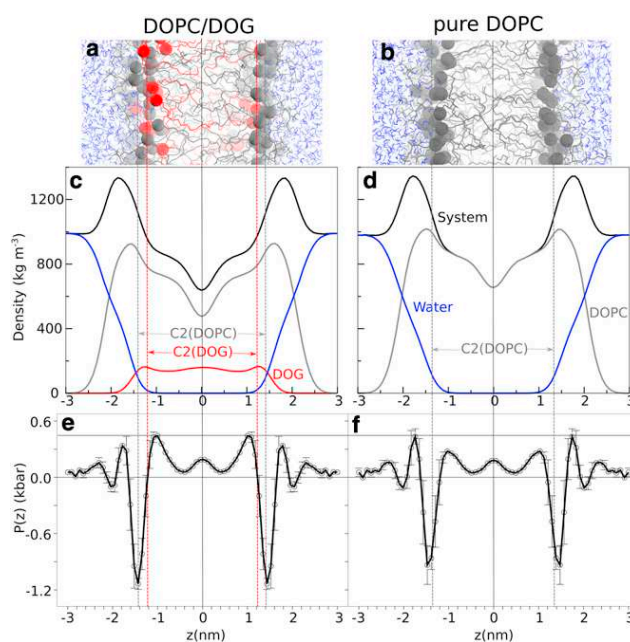 DOPC/DOG
pure DOPC
a
b
c
d
System
Water
DOPC
C2(DOPC)
C2(DOG)
DOG
C2(DOPC)
Density (kg m⁻³)
1200
800
400
0
-3 -2 -1 0 1 2 3
-2 -1 0 1 2 3
e
f
P(z) (kbar)
0.6
0.0
-0.6
-1.2
-3 -2 -1 0 1 2 3
-3 -2 -1 0 1 2 3
z(nm)
z(nm)